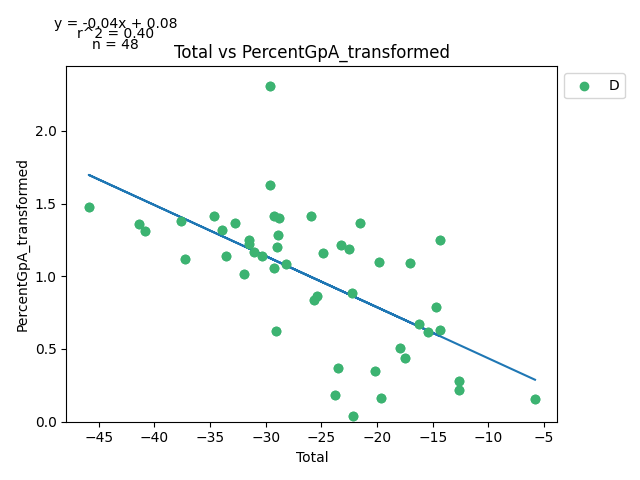 y = -0.04x + 0.08
r^2 = 0.40
n = 48
Total vs PercentGpA_transformed
D
PercentGpA_transformed
2.0
1.5
1.0
0.5
0.0
−45 −40 −35 −30 −25 −20 −15 −10 −5
Total